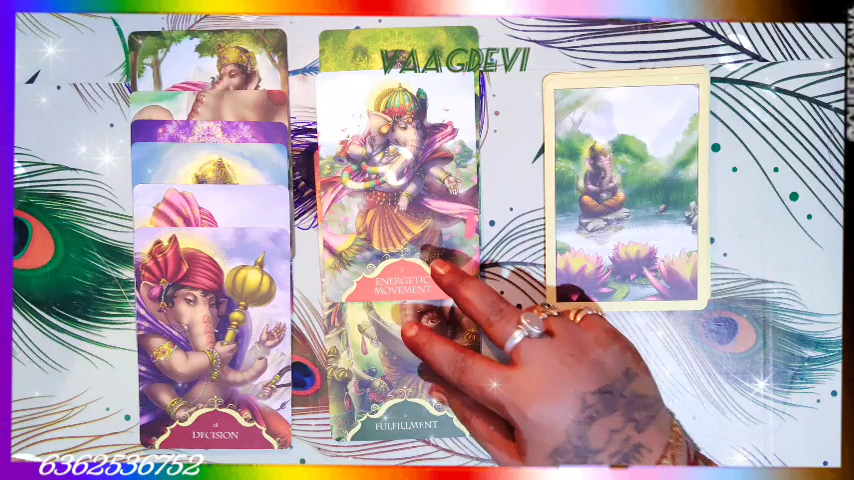 VAAGDEVI
ENERGETIC
MOVEMENT
DECISION
FULFILLMENT
6362536752